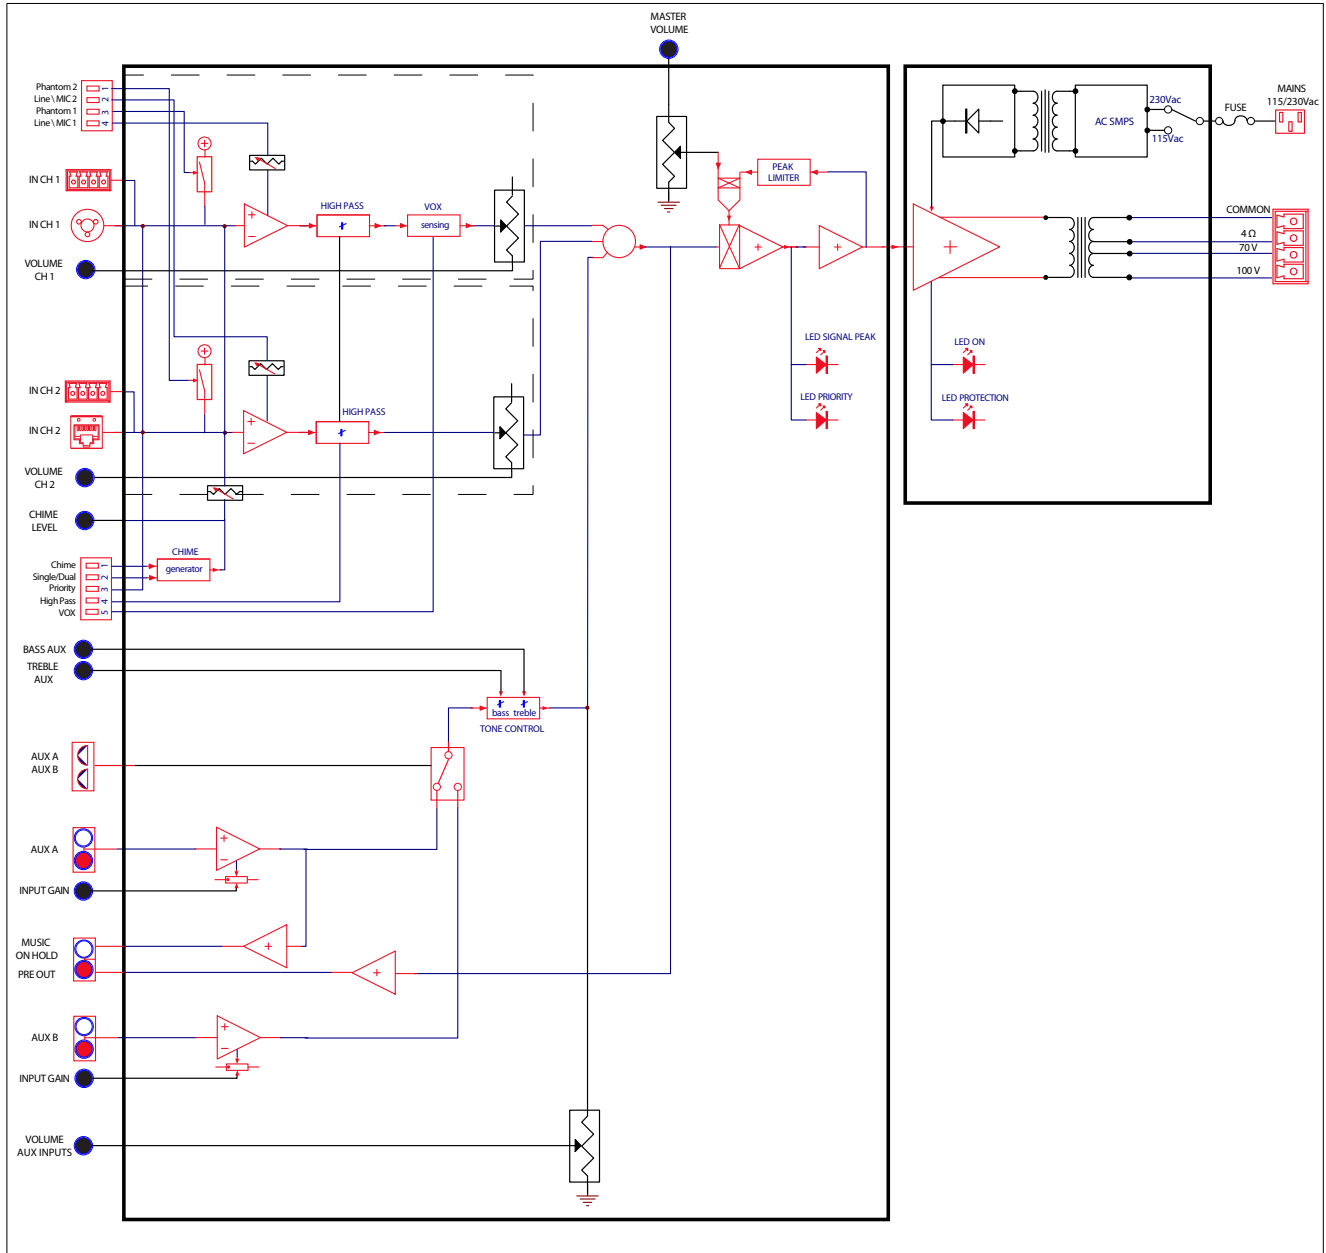 MASTER
VOLUME
Phantom 2
Line \ MIC 2
Phantom 1
Line \ MIC 1
1
2
3
4
IN CH 1
IN CH 1
VOLUME
CH 1
HIGH PASS
VOX
sensing
PEAK
LIMITER
AC SMPS
230Vac
115Vac
FUSE
MAINS
115/230Vac
COMMON
4 Ω
70 V
100 V
LED SIGNAL PEAK
LED PRIORITY
LED ON
LED PROTECTION
IN CH 2
IN CH 2
HIGH PASS
VOLUME
CH 2
CHIME
LEVEL
CHIME
generator
Chime
Single/Dual
Priority
High Pass
VOX
1
2
3
4
5
BASS AUX
TREBLE
AUX
bass treble
TONE CONTROL
AUX A
AUX B
AUX A
INPUT GAIN
MUSIC
ON HOLD
PRE OUT
AUX B
INPUT GAIN
VOLUME
AUX INPUTS